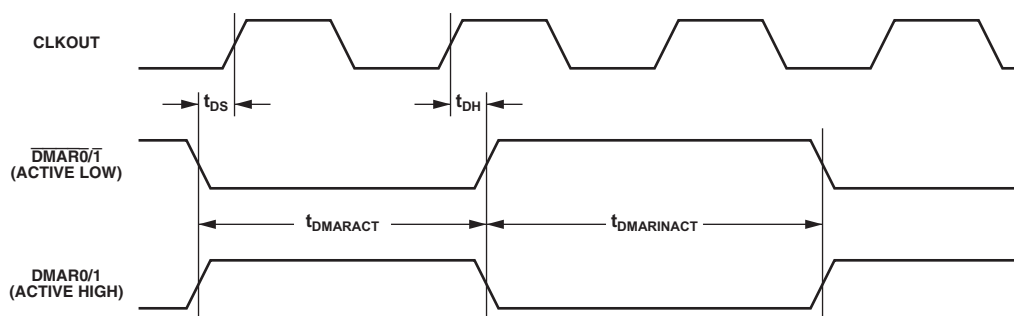 CLKOUT
tDS
tDH
DMAR0/1
(ACTIVE LOW)
tDMARACT
tDMARINACT
DMAR0/1
(ACTIVE HIGH)